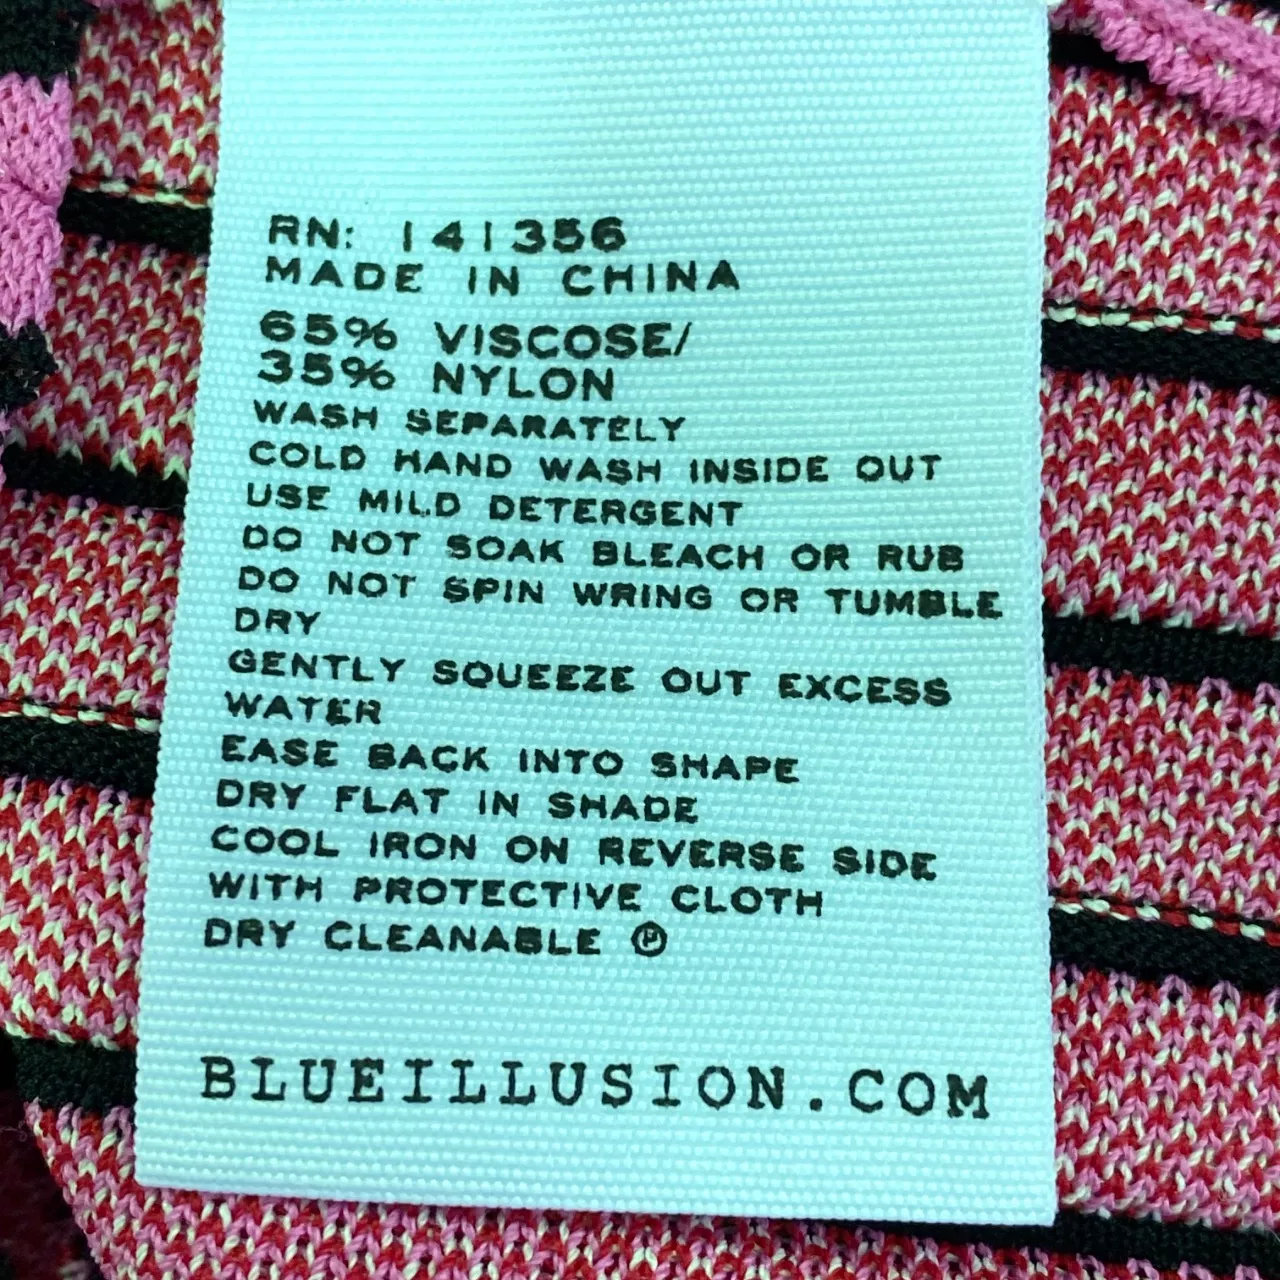 RN: 141356
MADE IN CHINA
65% VISCOSE/
35% NYLON
WASH SEPARATELY
COLD HAND WASH INSIDE OUT
USE MILD DETERGENT
DO NOT SOAK BLEACH OR RUB
DO NOT SPIN WRING OR TUMBLE
DRY
GENTLY SQUEEZE OUT EXCESS
WATER
EASE BACK INTO SHAPE
DRY FLAT IN SHADE
COOL IRON ON REVERSE SIDE
WITH PROTECTIVE CLOTH
DRY CLEANABLE Ⓟ
BLUEILLUSION.COM